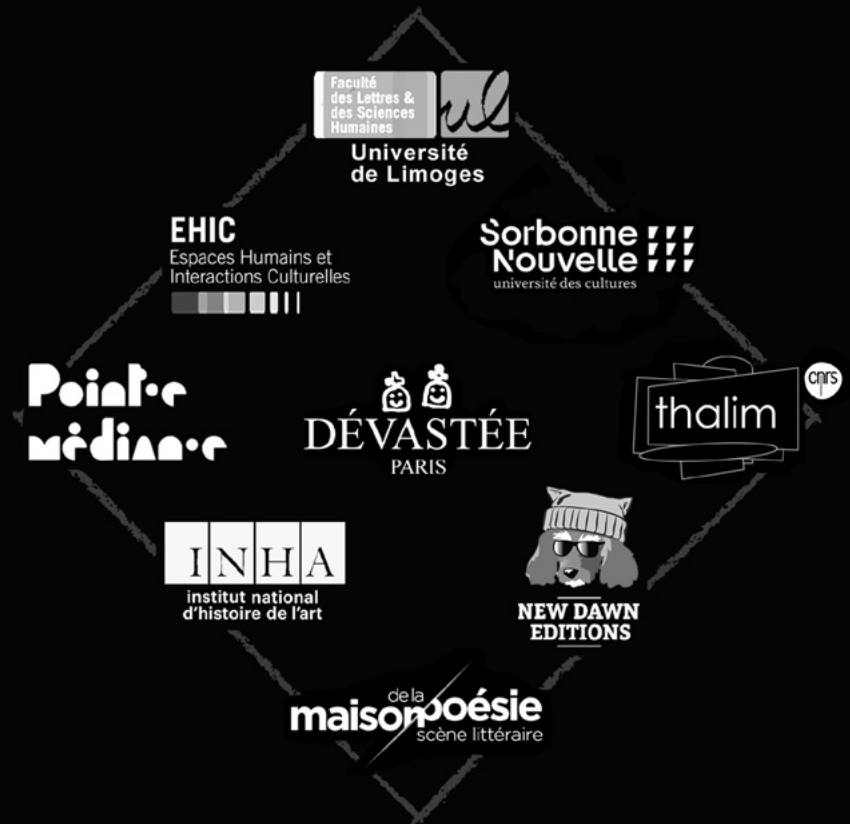 Faculté
des Lettres &
des Sciences
Humaines
ul
Université
de Limoges
EHIC
Espaces Humains et
Interactions Culturelles
Sorbonne
Nouvelle
université des cultures
Point·e
médian·e
DÉVASTÉE
PARIS
thalim
cnrs
INHA
institut national
d'histoire de l'art
NEW DAWN
EDITIONS
de la
maison poésie
scène littéraire